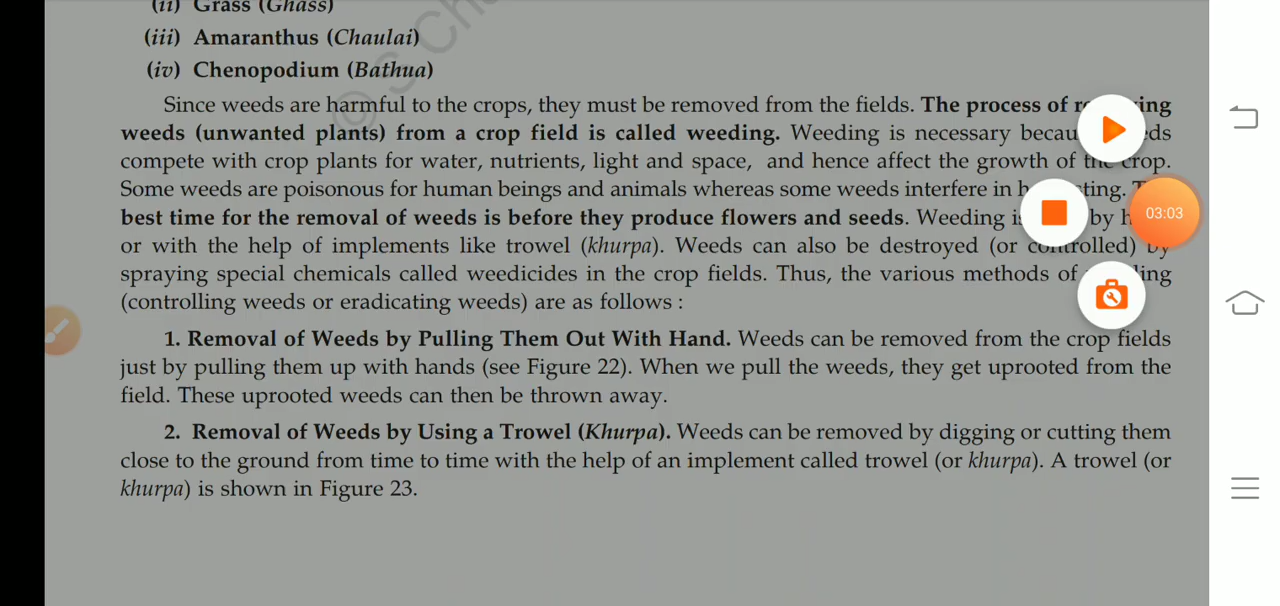 (ii) Grass (Ghass)
(iii) Amaranthus (Chaulai)
(iv) Chenopodium (Bathua)
© S Cha
Since weeds are harmful to the crops, they must be removed from the fields. The process of
weeds (unwanted plants) from a crop field is called weeding. Weeding is necessary
compete with crop plants for water, nutrients, light and space, and hence affect the growth of the crop.
Some weeds are poisonous for human beings and animals whereas some weeds interfere in
best time for the removal of weeds is before they produce flowers and seeds. Weeding is by
03:03
or with the help of implements like trowel (khurpa). Weeds can also be destroyed (or controlled) by
spraying special chemicals called weedicides in the crop fields. Thus, the various methods of
(controlling weeds or eradicating weeds) are as follows :
1. Removal of Weeds by Pulling Them Out With Hand. Weeds can be removed from the crop fields
just by pulling them up with hands (see Figure 22). When we pull the weeds, they get uprooted from the
field. These uprooted weeds can then be thrown away.
2. Removal of Weeds by Using a Trowel (Khurpa). Weeds can be removed by digging or cutting them
close to the ground from time to time with the help of an implement called trowel (or khurpa). A trowel (or
khurpa) is shown in Figure 23.